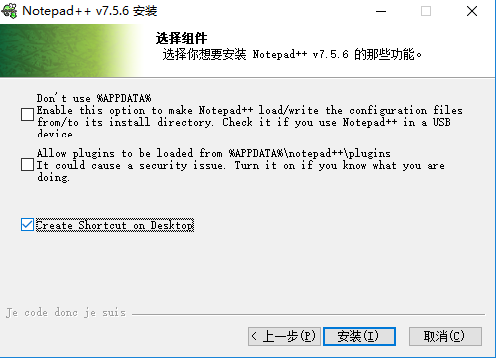 Notepad++ v7.5.6 安装
选择组件
选择你想要安装 Notepad++ v7.5.6 的那些功能。
Don't use %APPDATA%
Enable this option to make Notepad++ load/write the configuration files
from/to its install directory. Check it if you use Notepad++ in a USB
device
Allow plugins to be loaded from %APPDATA%\notepad++\plugins
It could cause a security issue. Turn it on if you know what you are
doing.
Create Shortcut on Desktop
Je code donc je suis
< 上一步(P) 安装(I) 取消(C)